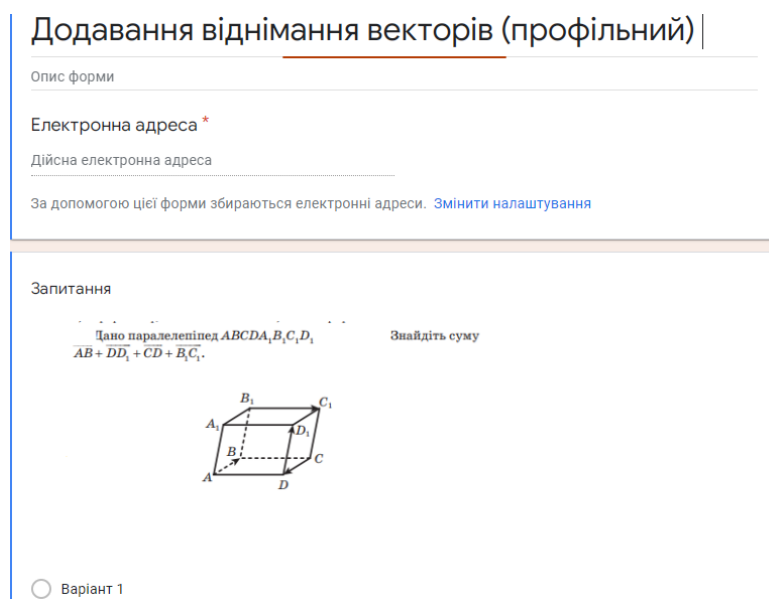 Додавання віднімання векторів (профільний)
Опис форми
Електронна адреса *
Дійсна електронна адреса
За допомогою цієї форми збираються електронні адреси. Змінити налаштування
Запитання
Дано паралелепіпед ABCDA₁B₁C₁D₁ Знайдіть суму
AB + DD₁ + CD + B₁C₁.
B₁ C₁
A₁ D₁
B C
A D
Варіант 1